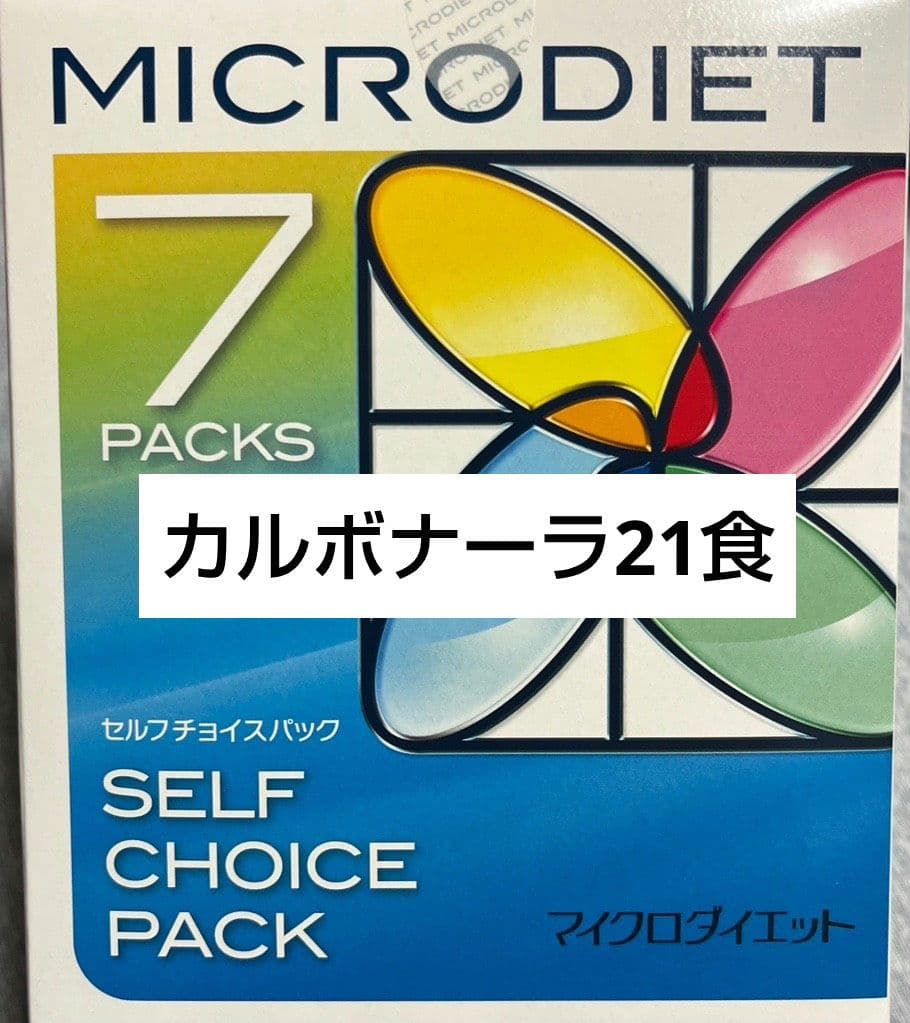 MICRODIET
7
PACKS
カルボナーラ21食
セルフチョイスパック
SELF
CHOICE
PACK
マイクロダイエット